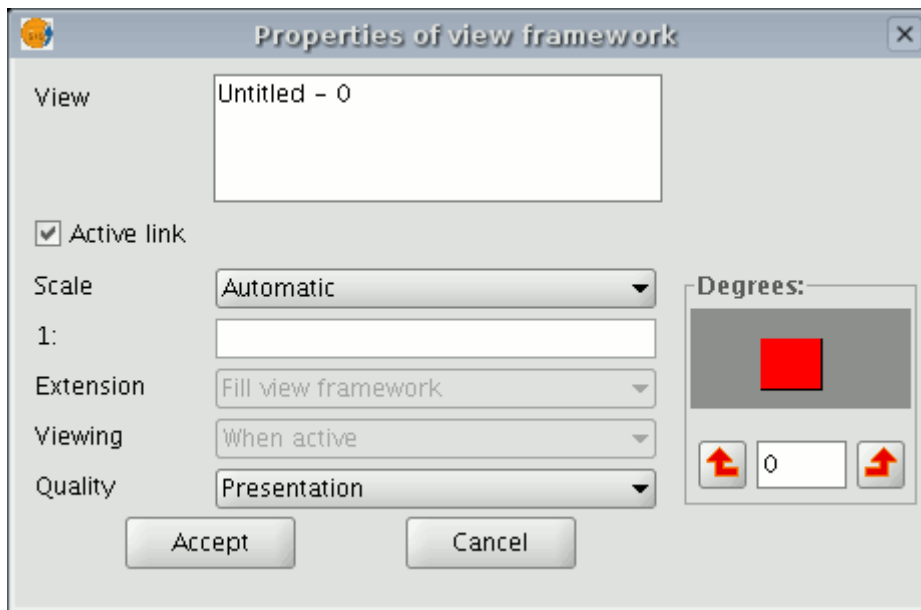 Properties of view framework
View
Untitled – 0
Active link
Scale
Automatic
Degrees:
1:
Extension
Fill view framework
Viewing
When active
0
Quality
Presentation
Accept
Cancel